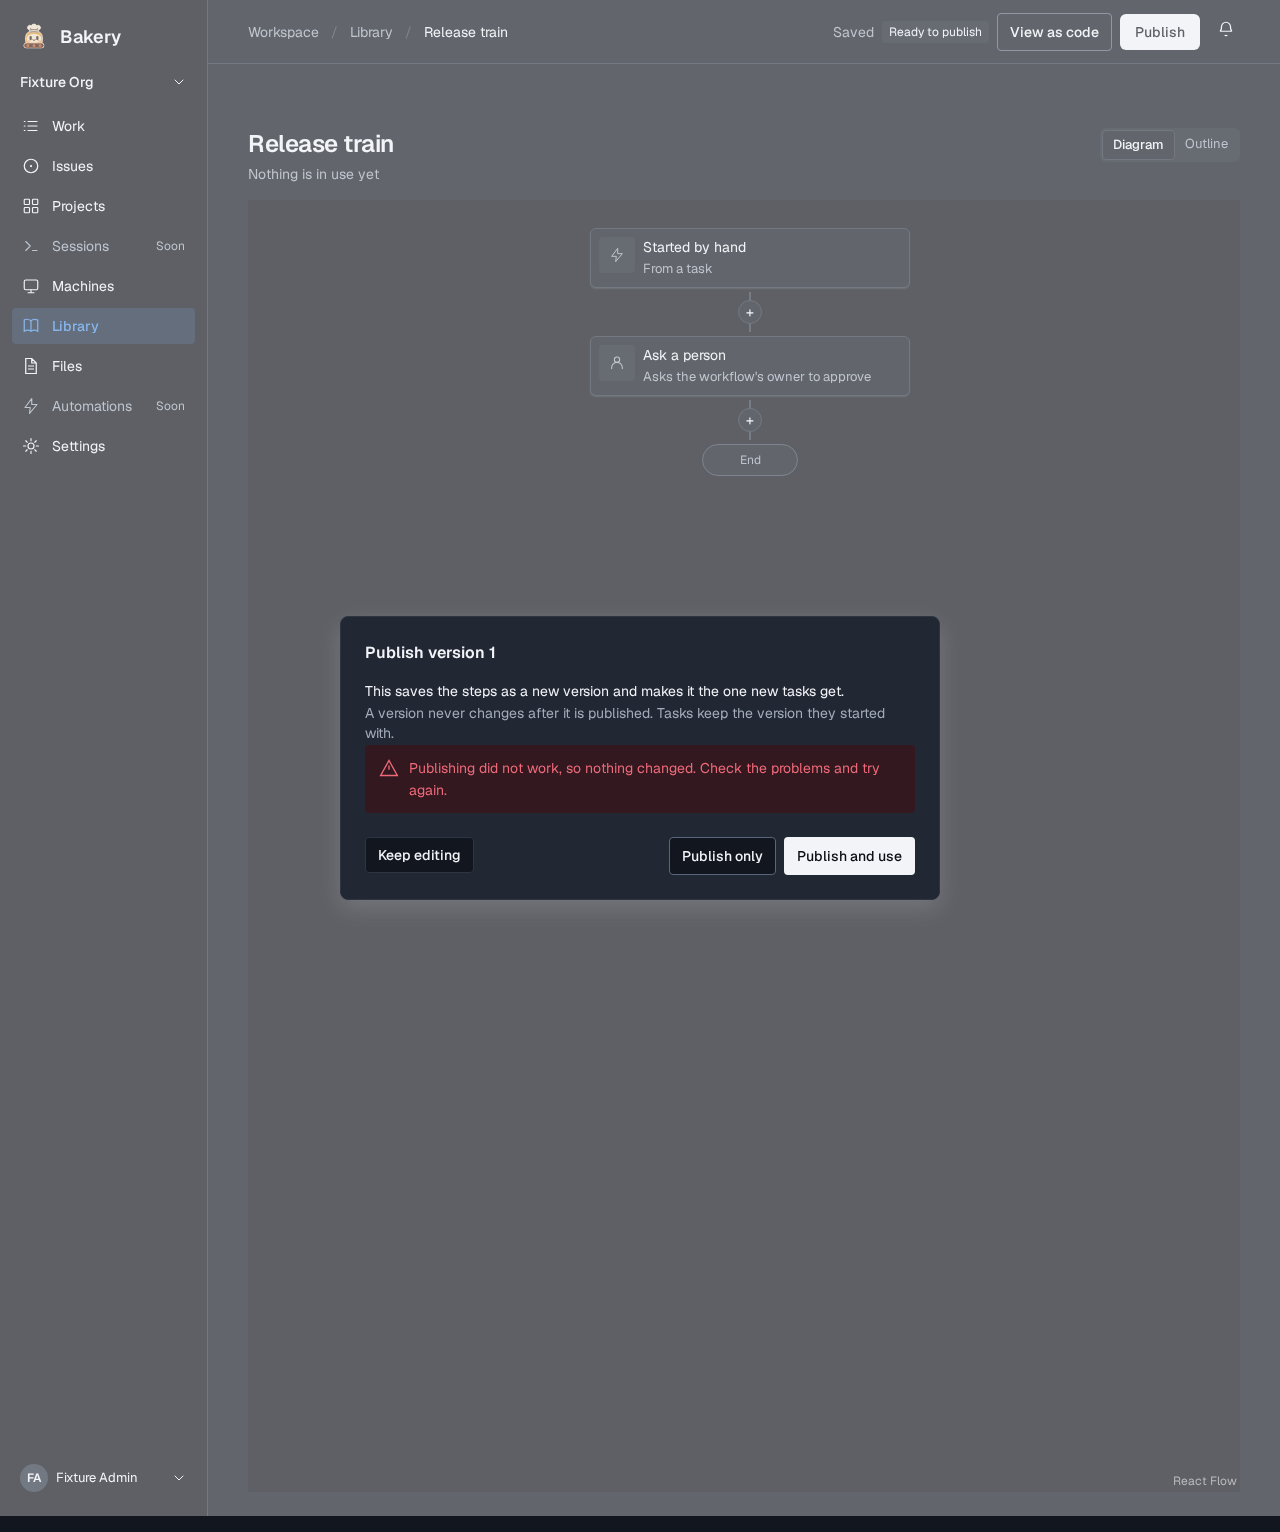 Bakery
Fixture Org
Work
Issues
Projects
Sessions Soon
Machines
Library
Files
Automations Soon
Settings
FA Fixture Admin
Workspace / Library / Release train
Saved Ready to publish View as code Publish
Release train
Nothing is in use yet
Diagram Outline
Started by hand
From a task
+
Ask a person
Asks the workflow's owner to approve
+
End
Publish version 1
This saves the steps as a new version and makes it the one new tasks get.
A version never changes after it is published. Tasks keep the version they started
with.
Publishing did not work, so nothing changed. Check the problems and try
again.
Keep editing Publish only Publish and use
React Flow